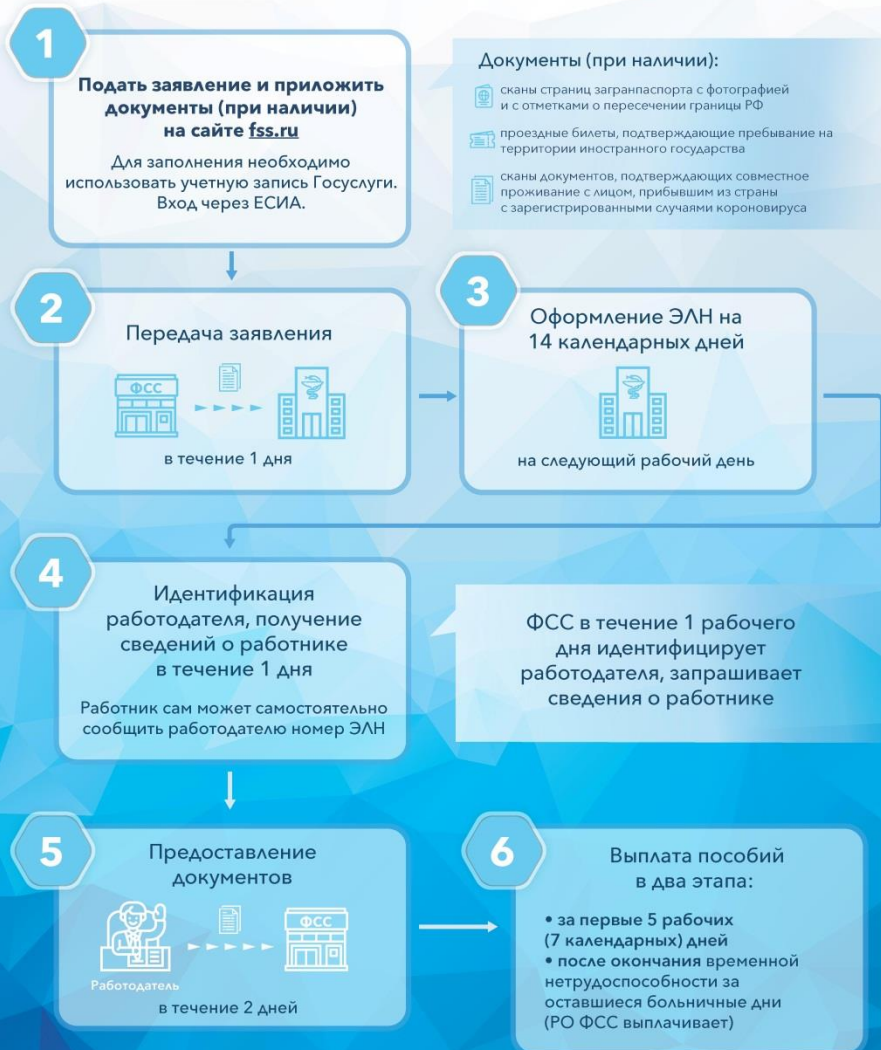 1
Подать заявление и приложить
документы (при наличии)
на сайте fss.ru
Для заполнения необходимо
использовать учетную запись Госуслуги.
Вход через ЕСИА.
Документы (при наличии):
сканы страниц загранпаспорта с фотографией
и с отметками о пересечении границы РФ
проездные билеты, подтверждающие пребывание на
территории иностранного государства
сканы документов, подтверждающих совместное
проживание с лицом, прибывшим из страны
с зарегистрированными случаями короновируса
2
Передача заявления
ФСС
в течение 1 дня
3
Оформление ЭЛН на
14 календарных дней
на следующий рабочий день
4
Идентификация
работодателя, получение
сведений о работнике
в течение 1 дня
Работник сам может самостоятельно
сообщить работодателю номер ЭЛН
ФСС в течение 1 рабочего
дня идентифицирует
работодателя, запрашивает
сведения о работнике
5
Предоставление
документов
ФСС
Работодатель
в течение 2 дней
6
Выплата пособий
в два этапа:
• за первые 5 рабочих
(7 календарных) дней
• после окончания временной
нетрудоспособности за
оставшиеся больничные дни
(РО ФСС выплачивает)